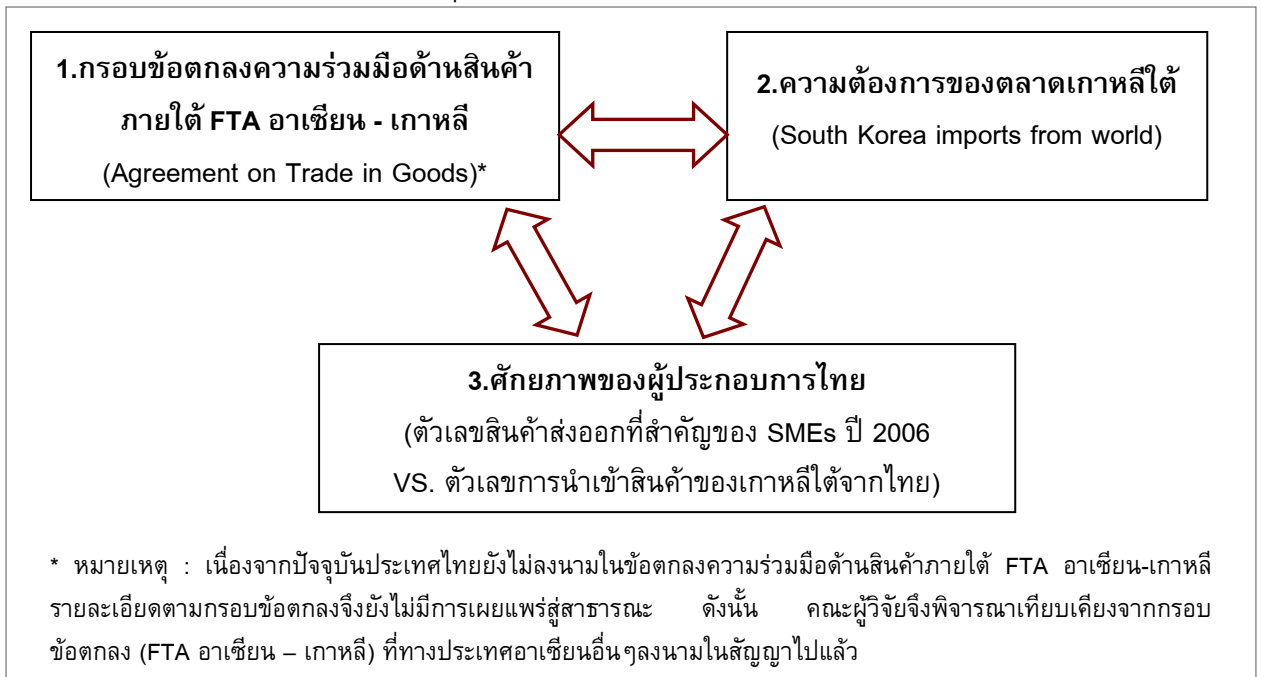 1.กรอบข้อตกลงความร่วมมือด้านสินค้า
ภายใต้ FTA อาเซียน - เกาหลี
(Agreement on Trade in Goods)*
2.ความต้องการของตลาดเกาหลีใต้
(South Korea imports from world)
3.ศักยภาพของผู้ประกอบการไทย
(ตัวเลขสินค้าส่งออกที่สำคัญของ SMEs ปี 2006
VS. ตัวเลขการนำเข้าสินค้าของเกาหลีใต้จากไทย)
* หมายเหตุ : เนื่องจากปัจจุบันประเทศไทยยังไม่ลงนามในข้อตกลงความร่วมมือด้านสินค้าภายใต้ FTA อาเซียน-เกาหลี
รายละเอียดตามกรอบข้อตกลงจึงยังไม่มีการเผยแพร่สู่สาธารณะ ดังนั้น คณะผู้วิจัยจึงพิจารณาเทียบเคียงจากกรอบ
ข้อตกลง (FTA อาเซียน – เกาหลี) ที่ทางประเทศอาเซียนอื่นๆลงนามในสัญญาไปแล้ว